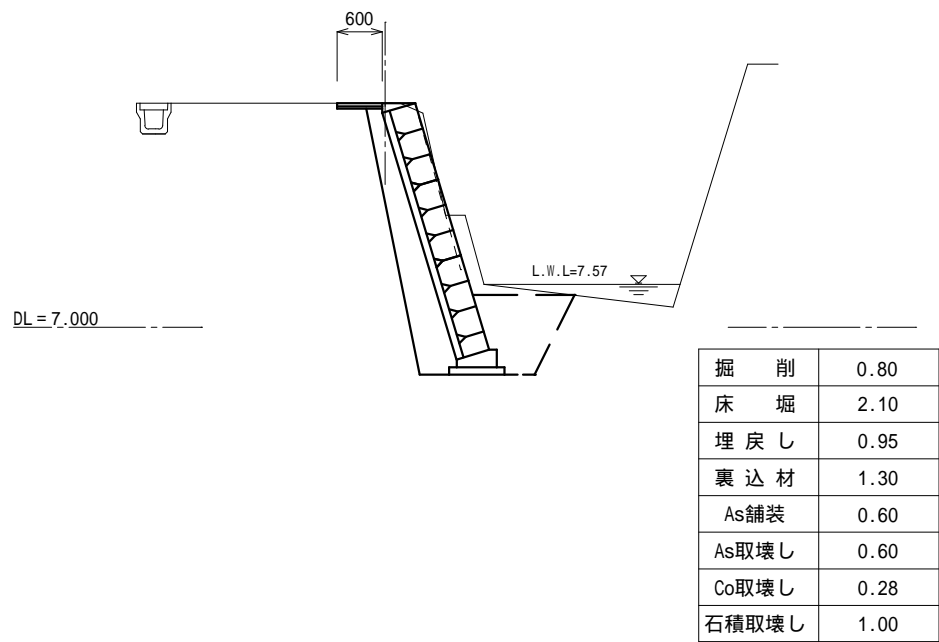 600
L.W.L=7.57
DL = 7.000
掘　削 0.80
床　堀 2.10
埋 戻 し 0.95
裏 込 材 1.30
As舗装 0.60
As取壊し 0.60
Co取壊し 0.28
石積取壊し 1.00